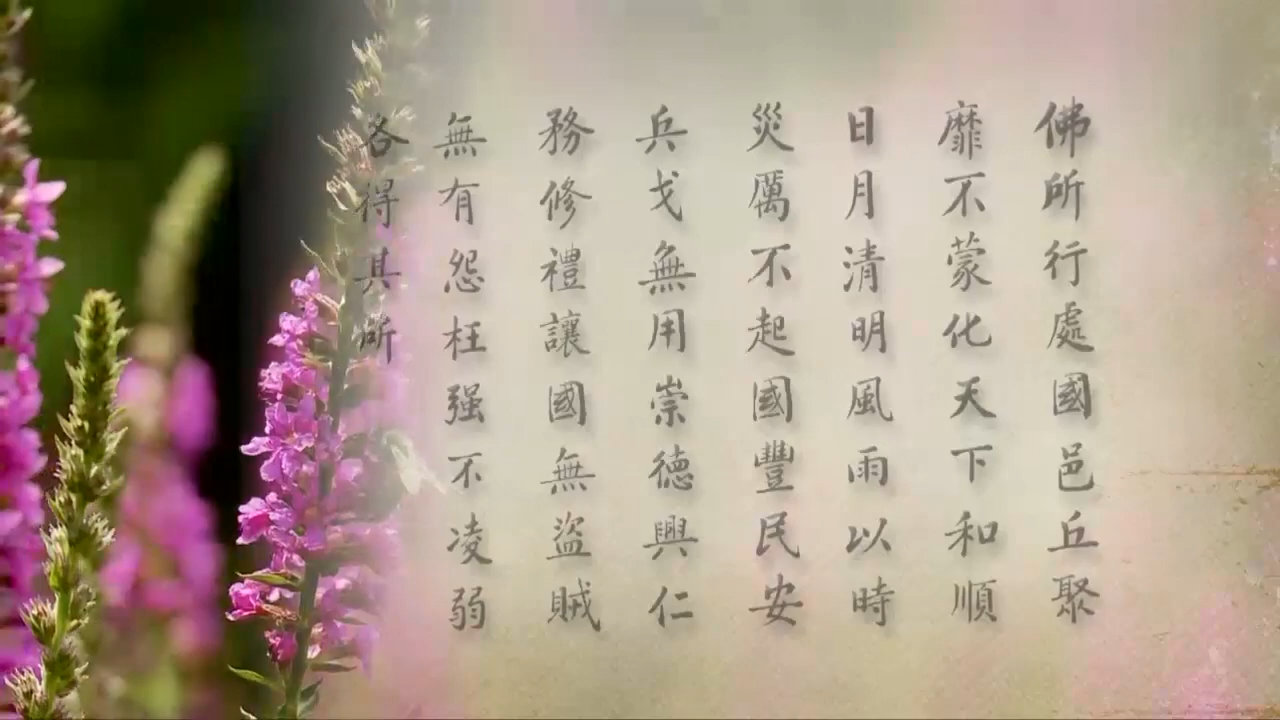 佛所行處國邑丘聚
靡不蒙化天下和順
日月清明風雨以時
災厲不起國豐民安
兵戈無用崇德興仁
務修禮讓國無盜賊
無有怨枉强不凌弱
各得其所